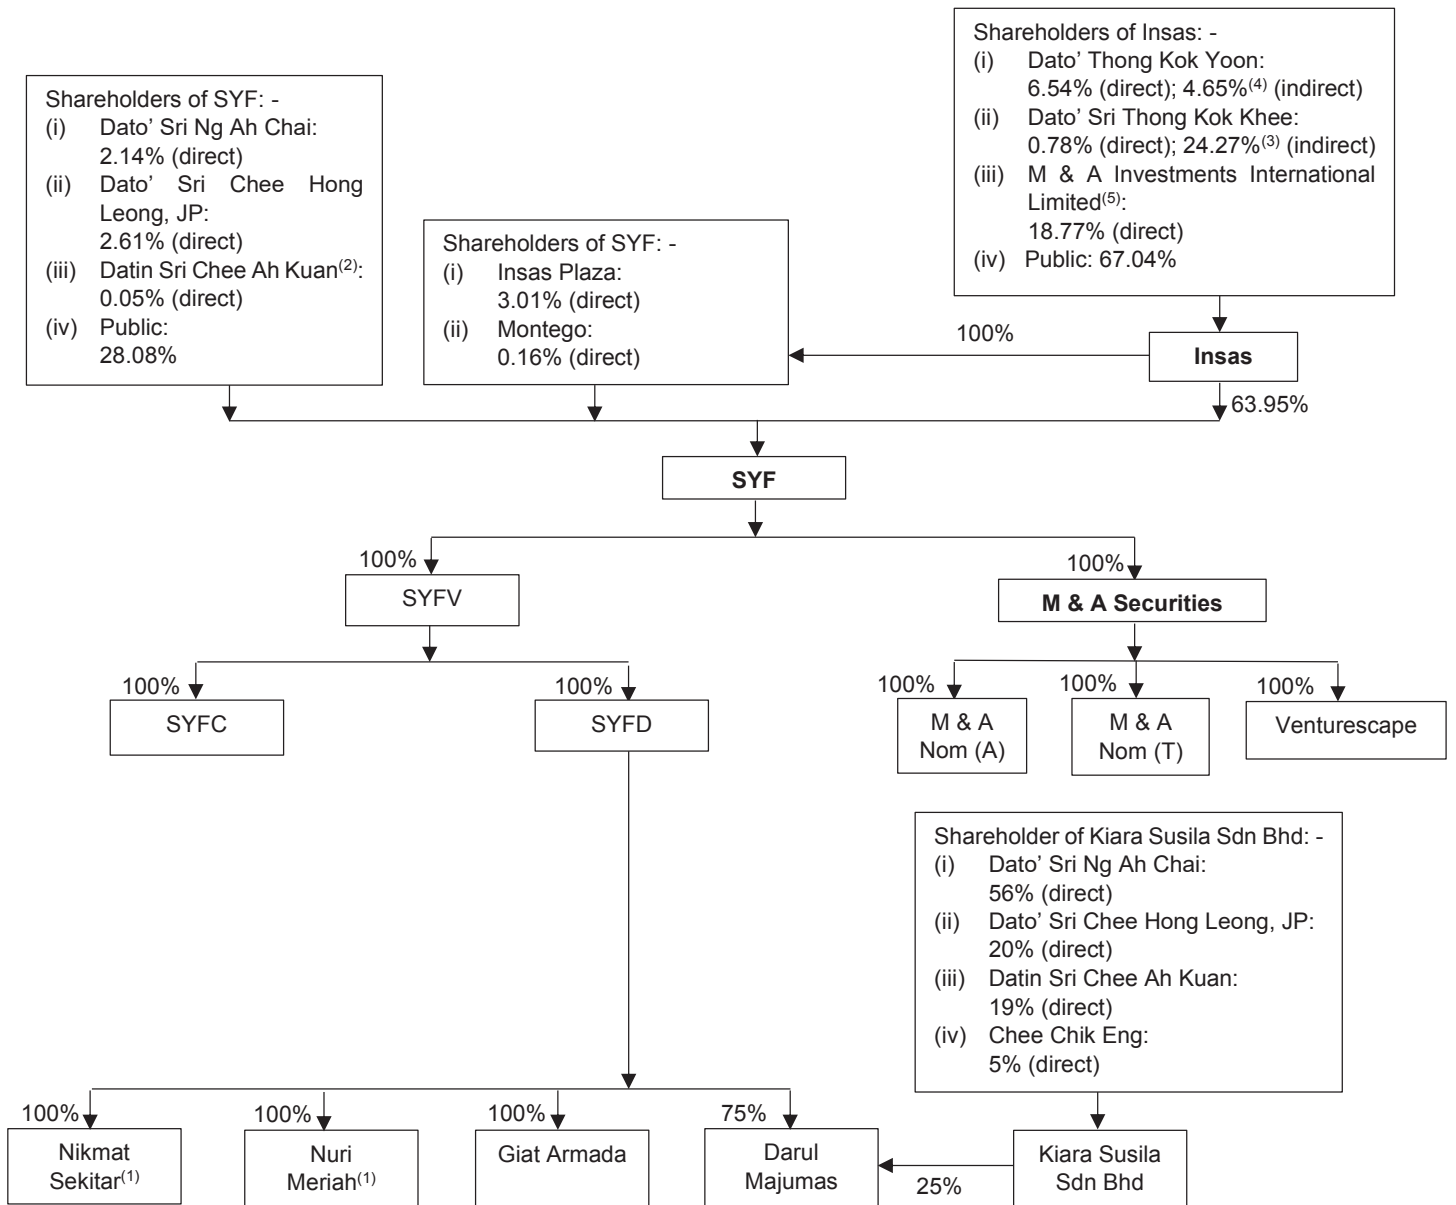 Shareholders of Insas: -
(i) Dato’ Thong Kok Yoon:
6.54% (direct); 4.65%(4) (indirect)
(ii) Dato’ Sri Thong Kok Khee:
0.78% (direct); 24.27%(3) (indirect)
(iii) M & A Investments International
Limited(5):
18.77% (direct)
(iv) Public: 67.04%
Shareholders of SYF: -
(i) Dato’ Sri Ng Ah Chai:
2.14% (direct)
(ii) Dato’ Sri Chee Hong
Leong, JP:
2.61% (direct)
(iii) Datin Sri Chee Ah Kuan(2):
0.05% (direct)
(iv) Public:
28.08%
Shareholders of SYF: -
(i) Insas Plaza:
3.01% (direct)
(ii) Montego:
0.16% (direct)
100%
Insas
63.95%
SYF
100%
SYFV
100%
M & A Securities
100%
SYFC
100%
SYFD
100%
M & A
Nom (A)
100%
M & A
Nom (T)
100%
Venturescape
Shareholder of Kiara Susila Sdn Bhd: -
(i) Dato’ Sri Ng Ah Chai:
56% (direct)
(ii) Dato’ Sri Chee Hong Leong, JP:
20% (direct)
(iii) Datin Sri Chee Ah Kuan:
19% (direct)
(iv) Chee Chik Eng:
5% (direct)
100%
Nikmat
Sekitar(1)
100%
Nuri
Meriah(1)
100%
Giat Armada
75%
Darul
Majumas
25%
Kiara Susila
Sdn Bhd